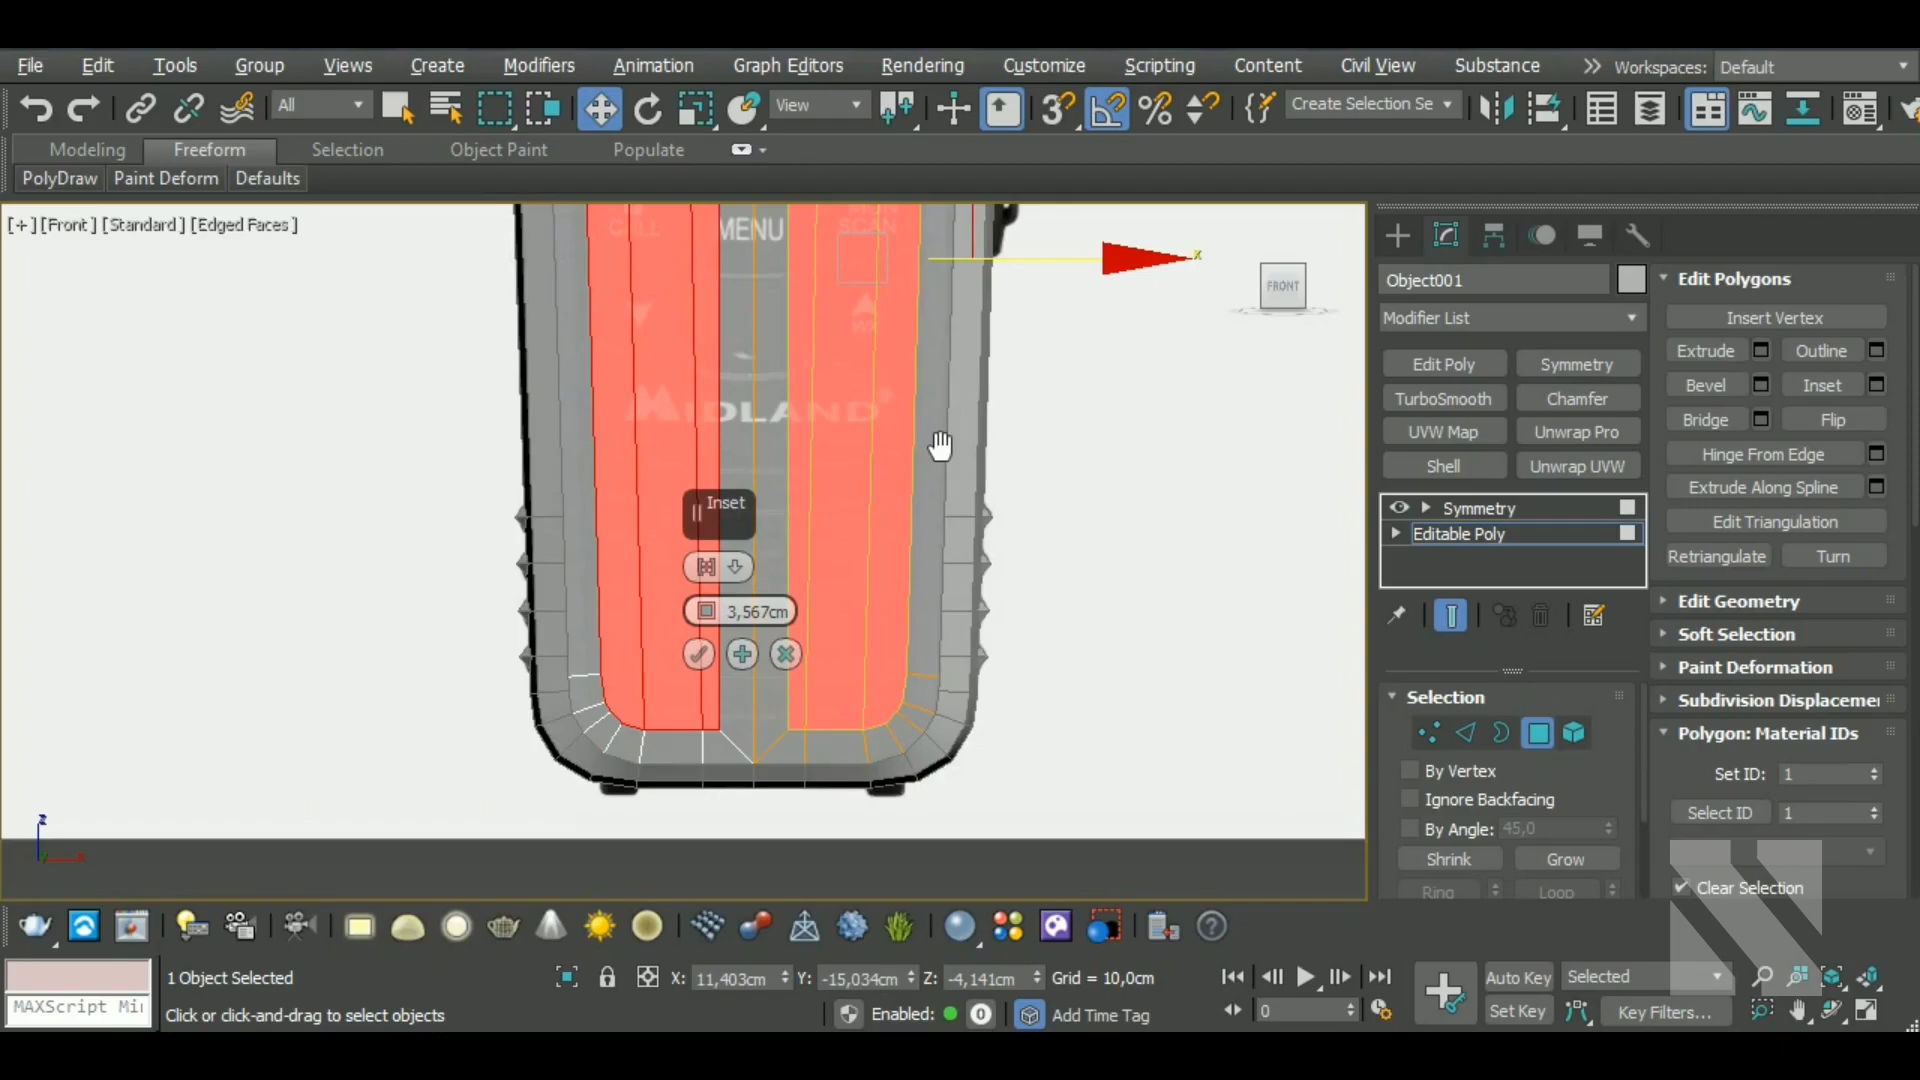 File Edit Tools Group Views Create Modifiers Animation Graph Editors Rendering Customize Scripting Content Civil View Substance Workspaces: Default
All View Create Selection Se
Modeling Freeform Selection Object Paint Populate
PolyDraw Paint Deform Defaults
[+] [Front] [Standard] [Edged Faces]
CALL MENU SCAN
WX
MIDLAND
FRONT
x
z
x
Inset
3,567cm
Object001
Modifier List
Edit Poly Symmetry
TurboSmooth Chamfer
UVW Map Unwrap Pro
Shell Unwrap UVW
Symmetry
Editable Poly
Selection
By Vertex
Ignore Backfacing
By Angle: 45,0
Shrink Grow
Ring Loop
Edit Polygons
Insert Vertex
Extrude Outline
Bevel Inset
Bridge Flip
Hinge From Edge
Extrude Along Spline
Edit Triangulation
Retriangulate Turn
Edit Geometry
Soft Selection
Paint Deformation
Subdivision Displacemen
Polygon: Material IDs
Set ID: 1
Select ID 1
Clear Selection
1 Object Selected X: 11,403cm Y: -15,034cm Z: -4,141cm Grid = 10,0cm Auto Key Selected
MAXScript Mi Click or click-and-drag to select objects Enabled: 0 Add Time Tag 0 Set Key Key Filters...